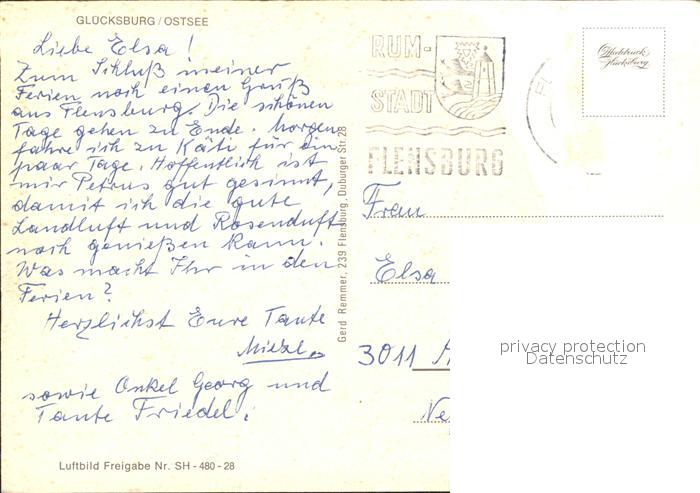 GLÜCKSBURG / OSTSEE
Liebe Elsa!
Zum Schluß meiner
Ferien noch einen Gruß
aus Flensburg. Die schönen
Tage gehen zu Ende. Morgen
fahre ich zu Käti für ein
paar Tage. Hoffentlich ist
mir Petrus gut gesinnt,
damit ich die gute
Landluft und Rosenduft
noch genießen kann.
Was macht Ihr in den
Ferien?
Herzlichst Eure Tante
sowie Onkel Georg und
Tante Friedel.
Luftbild Freigabe Nr. SH - 480 - 28
Gerd Remmer, 239 Flensburg, Duburger Str. 28
RUM-
STADT
FLENSBURG
Glücksburg
Frau
Elsa
3011
privacy protection
Datenschutz